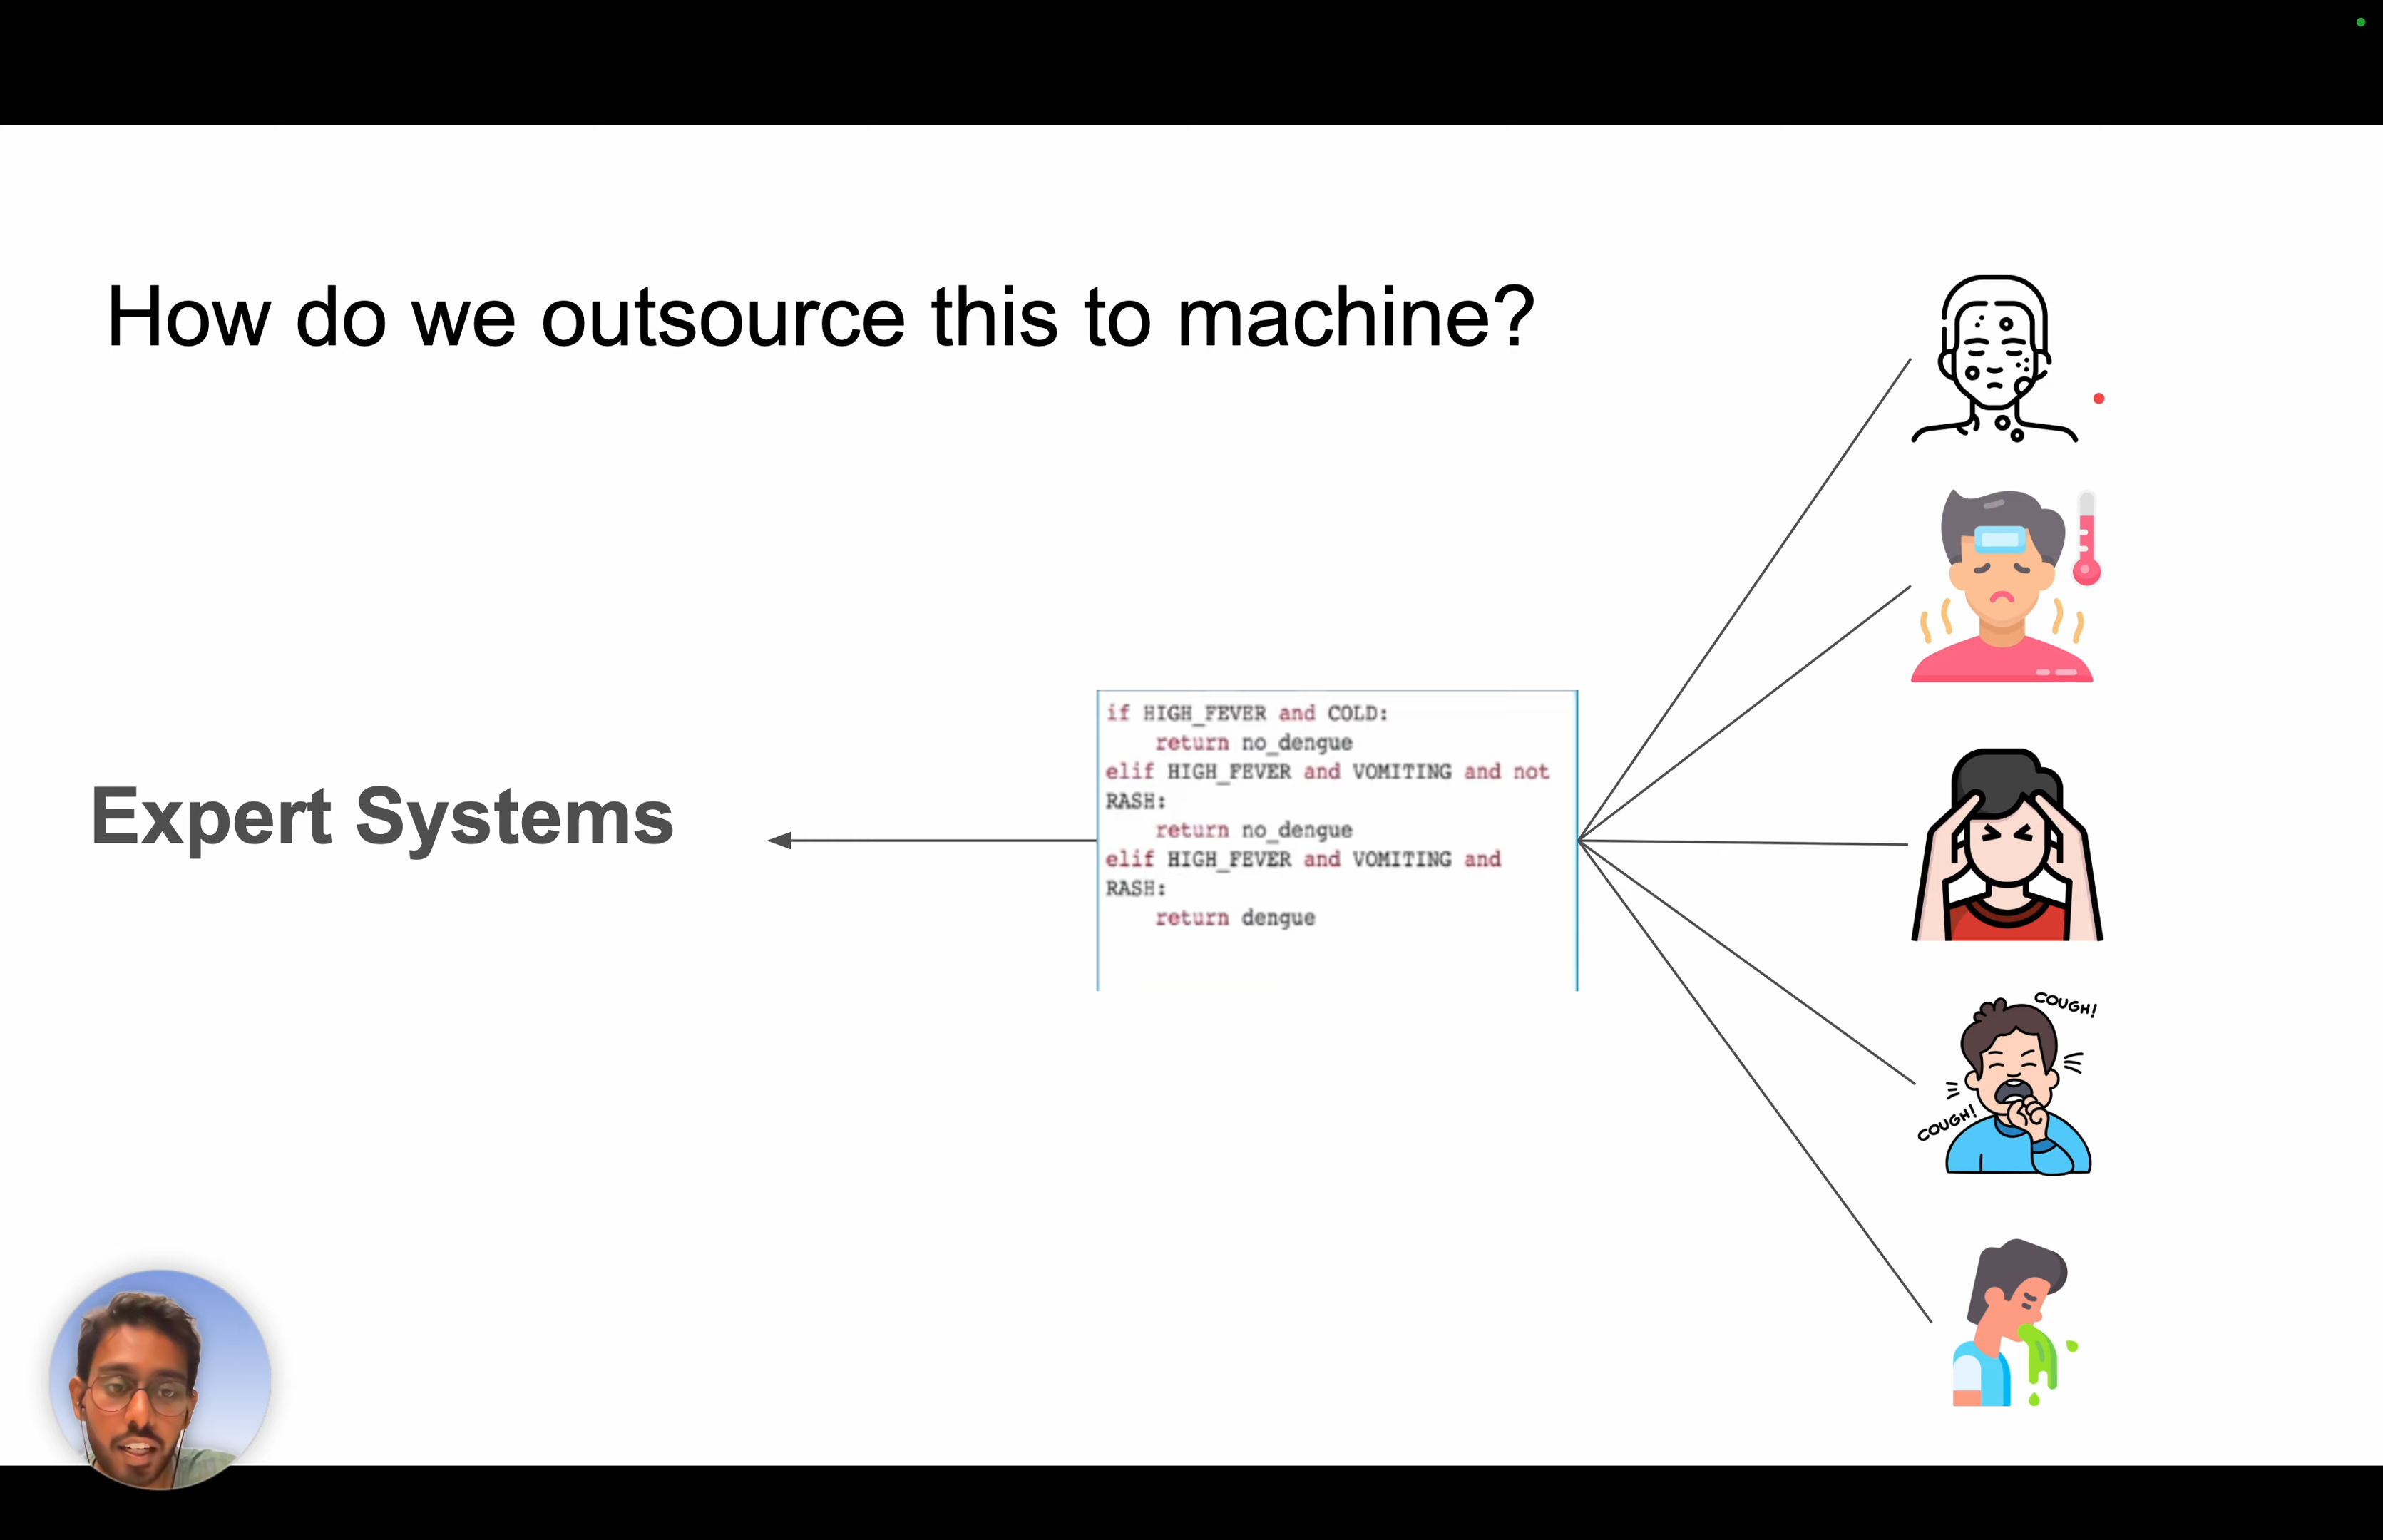 How do we outsource this to machine?
Expert Systems
if HIGH_FEVER and COLD:
return no_dengue
elif HIGH_FEVER and VOMITING and not
RASH:
return no_dengue
elif HIGH_FEVER and VOMITING and
RASH:
return dengue
COUGH!
COUGH!